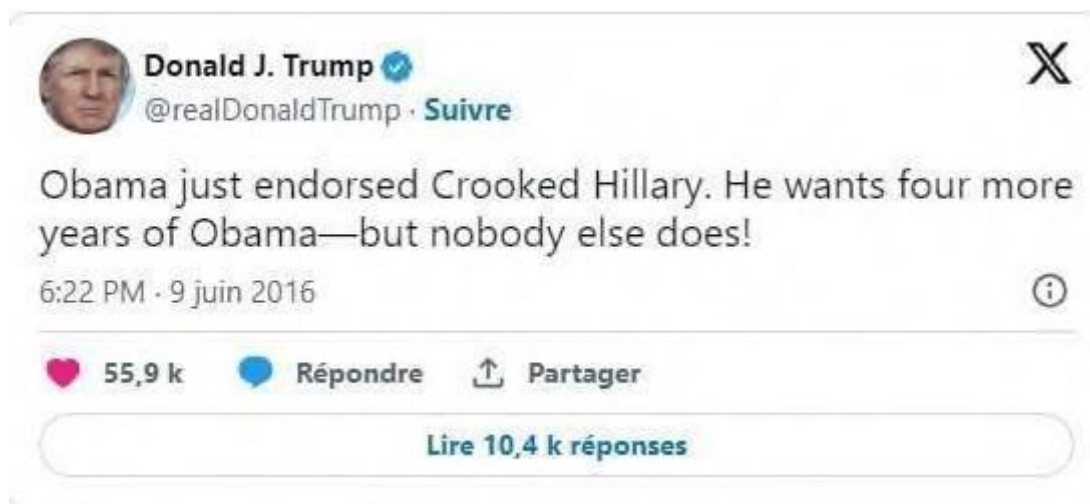 Donald J. Trump
@realDonaldTrump · Suivre
Obama just endorsed Crooked Hillary. He wants four more
years of Obama—but nobody else does!
6:22 PM · 9 juin 2016
55,9 k Répondre Partager
Lire 10,4 k réponses